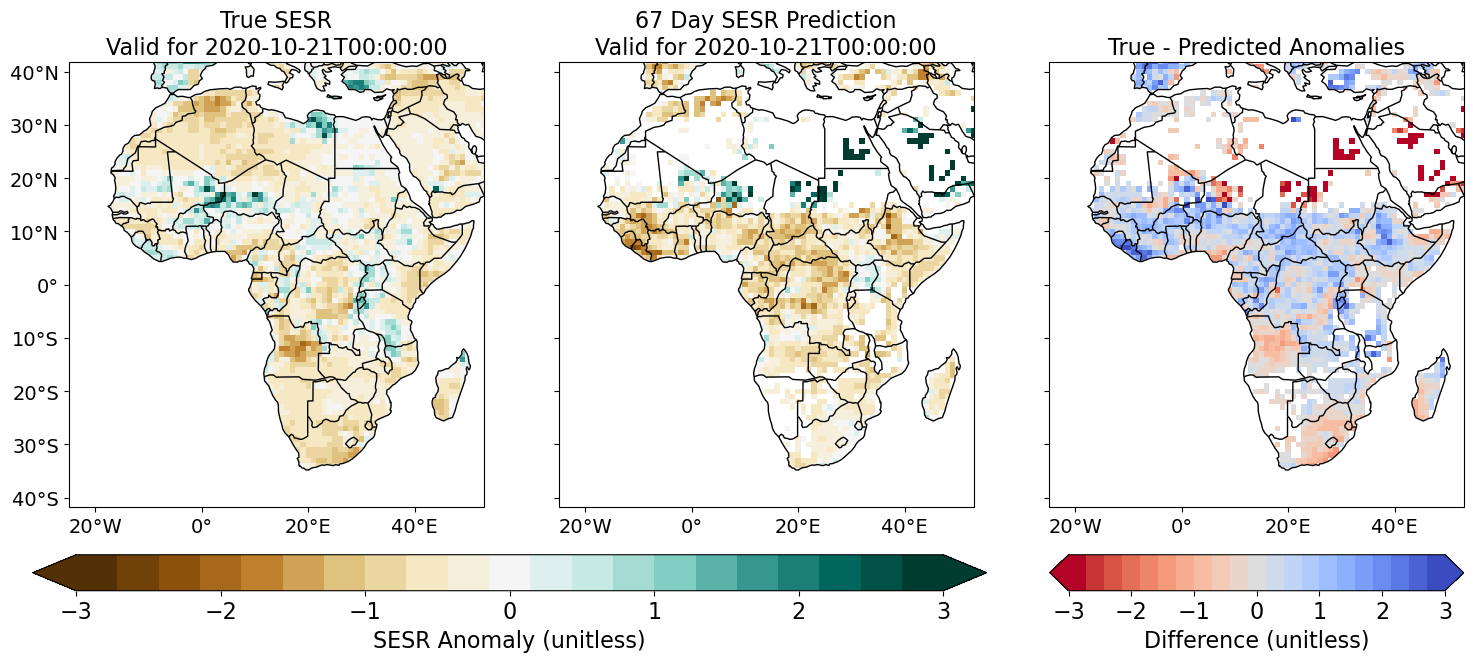 True SESR
Valid for 2020-10-21T00:00:00
67 Day SESR Prediction
Valid for 2020-10-21T00:00:00
True - Predicted Anomalies
40°N
30°N
20°N
10°N
0°
10°S
20°S
30°S
40°S
20°W 0° 20°E 40°E
20°W 0° 20°E 40°E
20°W 0° 20°E 40°E
−3 −2 −1 0 1 2 3
SESR Anomaly (unitless)
−3 −2 −1 0 1 2 3
Difference (unitless)